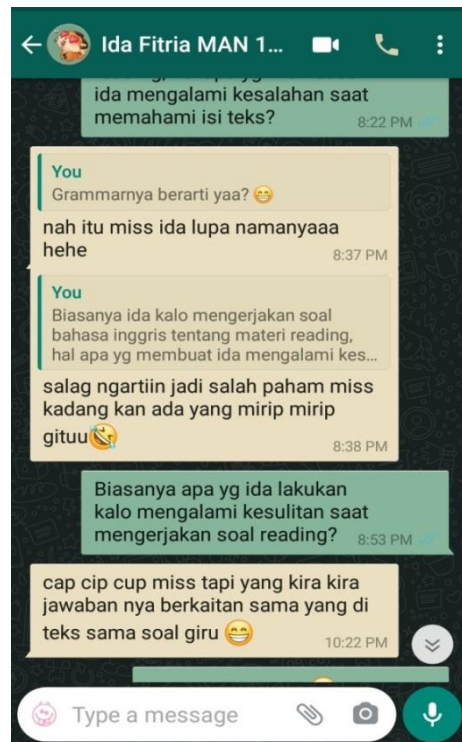 Ida Fitria MAN 1...
ida mengalami kesalahan saat
memahami isi teks?
8:22 PM
You
Grammarnya berarti yaa? 😁
nah itu miss ida lupa namanyaaa
hehe
8:37 PM
You
Biasanya ida kalo mengerjakan soal
bahasa inggris tentang materi reading,
hal apa yg membuat ida mengalami kes...
salag ngartiin jadi salah paham miss
kadang kan ada yang mirip mirip
gituu🤣
8:38 PM
Biasanya apa yg ida lakukan
kalo mengalami kesulitan saat
mengerjakan soal reading?
8:53 PM
cap cip cup miss tapi yang kira kira
jawaban nya berkaitan sama yang di
teks sama soal giru 😁
10:22 PM
Type a message